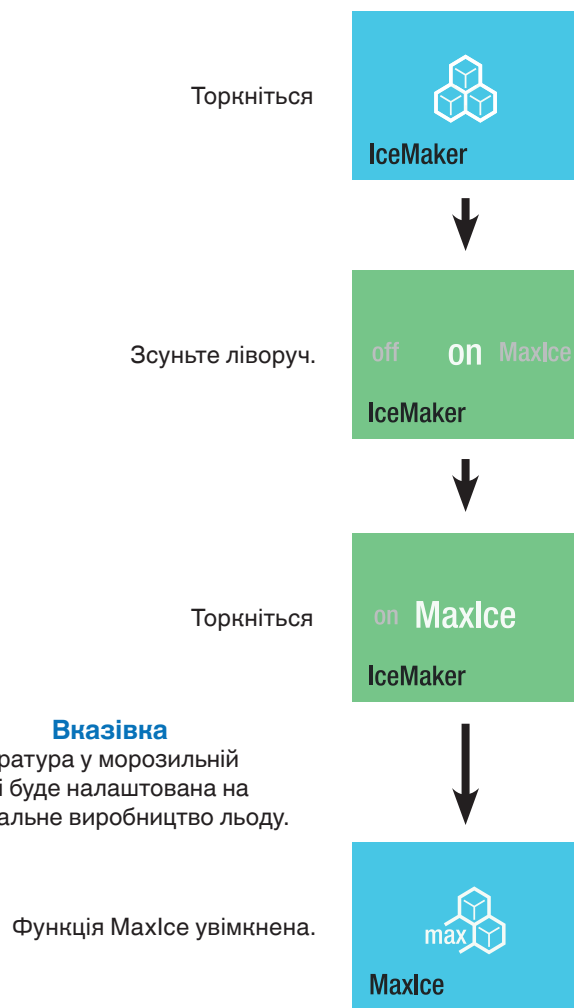 Торкніться
IceMaker
Зсуньте ліворуч.
off on MaxIce
IceMaker
Торкніться
on MaxIce
IceMaker
Вказівка
ратура у морозильній
і буде налаштована на
альне виробництво льоду.
Функція MaxIce увімкнена.
max
MaxIce